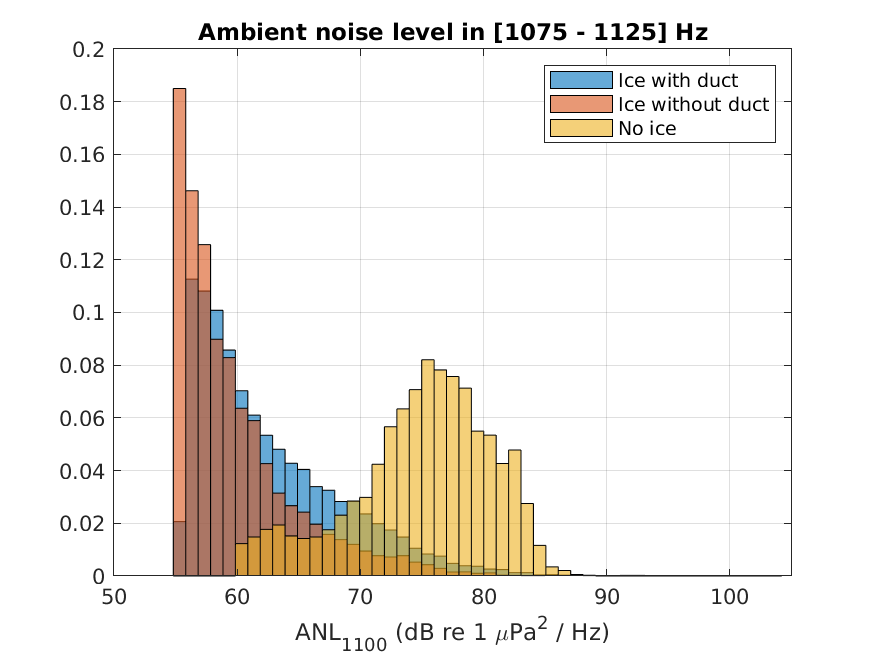 Ambient noise level in [1075 - 1125] Hz
0.2
0.18
0.16
0.14
0.12
0.1
0.08
0.06
0.04
0.02
0
Ice with duct
Ice without duct
No ice
50 60 70 80 90 100
ANL₁₁₀₀ (dB re 1 μPa² / Hz)